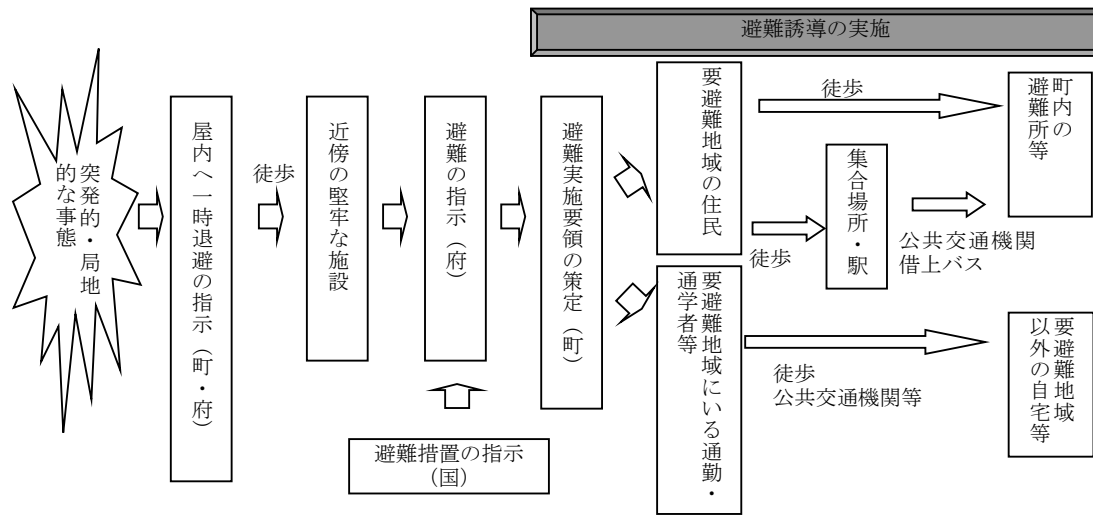 避難誘導の実施
突発的・局地
的な事態
屋内へ一時退避の指示（町・府）
徒歩
近傍の堅牢な施設
避難の指示（府）
避難措置の指示
（国）
避難実施要領の策定（町）
要避難地域の住民
徒歩
町内の
避難所等
徒歩
集合場所・駅
公共交通機関
借上バス
要避難地域にいる通勤・
通学者等
徒歩
公共交通機関等
要避難地域
以外の自宅等